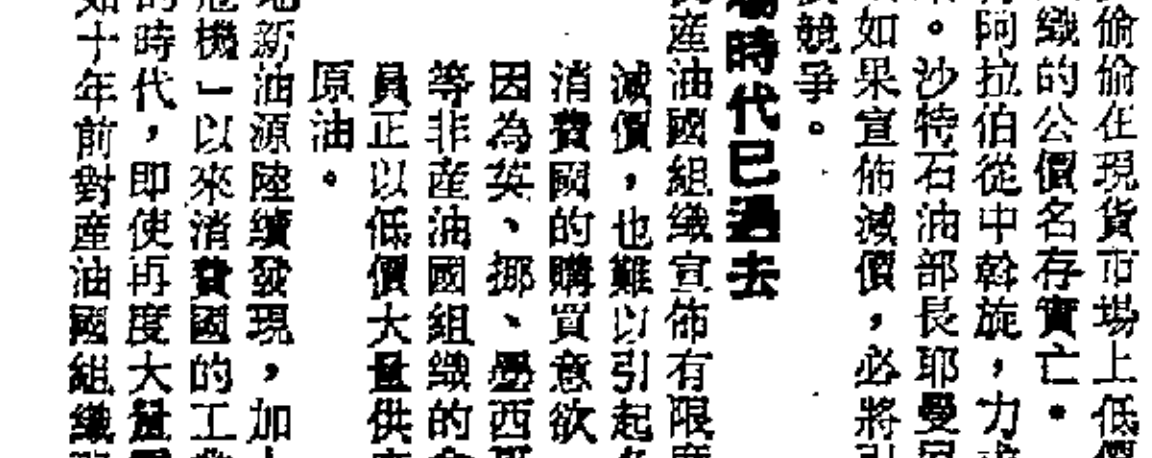 偷偷在現貨市場上低價
織的公價名存實亡。
阿拉伯從中斡旋，力求
。沙特石油部長耶曼呂
如果宣佈減價，必將引
競爭。
場時代已過去
產油國組織宣佈有限度
減價，也難以引起
消費國的購買意欲
因為英、挪、墨西哥
等非產油國組織的會
員正以低價大量供應
原油。
地新油源陸續發現，加上
危機」以來消費國的工業
的時代，即使再度大量
如十年前對產油國組織